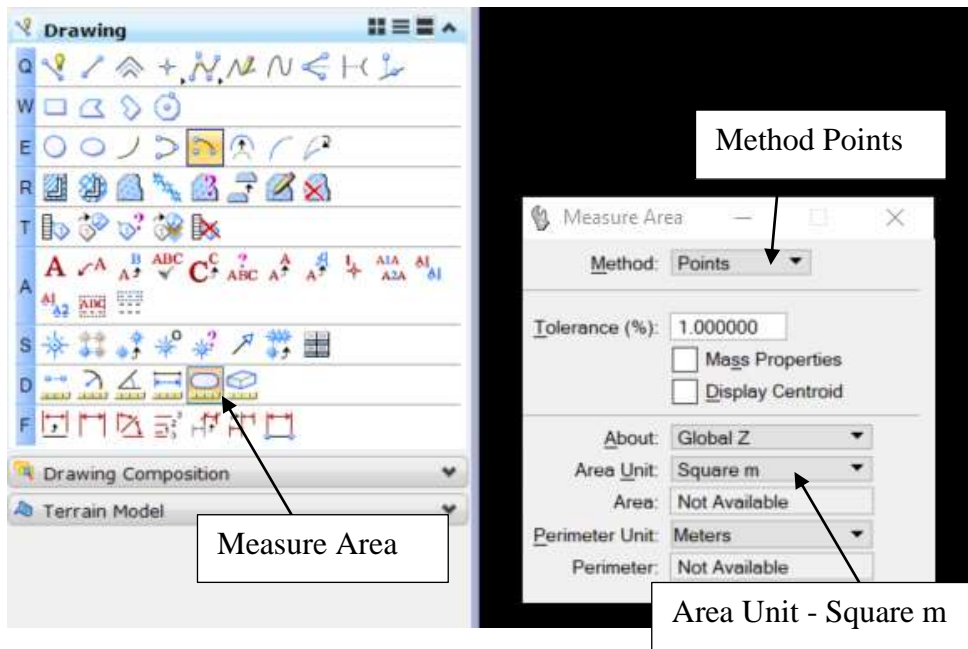 Drawing
Q
W
E
R
T
A
S
D
F
Drawing Composition
Terrain Model
Measure Area
Method Points
Measure Area
Method: Points
Tolerance (%): 1.000000
Mass Properties
Display Centroid
About: Global Z
Area Unit: Square m
Area: Not Available
Perimeter Unit: Meters
Perimeter: Not Available
Area Unit - Square m